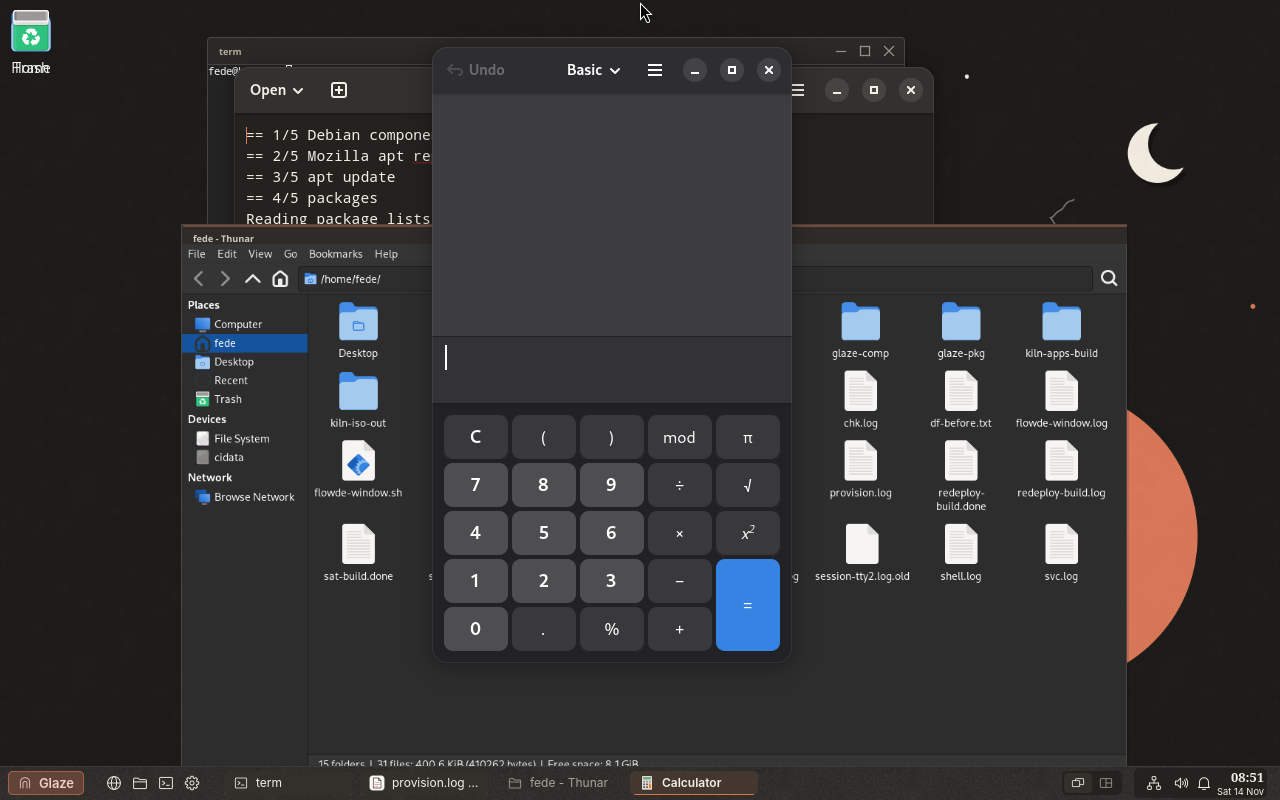 term
fede@
Undo
Basic
Open
== 1/5 Debian compone
== 2/5 Mozilla apt re
== 3/5 apt update
== 4/5 packages
Reading package lists
fede - Thunar
File Edit View Go Bookmarks Help
/home/fede/
Places
Computer
fede
Desktop
Recent
Trash
Devices
File System
cidata
Network
Browse Network
Desktop
glaze-comp
glaze-pkg
kiln-apps-build
kiln-iso-out
chk.log
df-before.txt
flowde-window.log
flowde-window.sh
provision.log
redeploy-
build.done
redeploy-build.log
sat-build.done
session-tty2.log.old
shell.log
svc.log
C ( ) mod π
7 8 9 ÷ √
4 5 6 × x²
1 2 3 −
=
0 . % +
15 folders | 31 files: 400.6 KiB (410262 bytes) | Free space: 8.1 GiB
Glaze
term
provision.log ...
fede - Thunar
Calculator
08:51
Sat 14 Nov